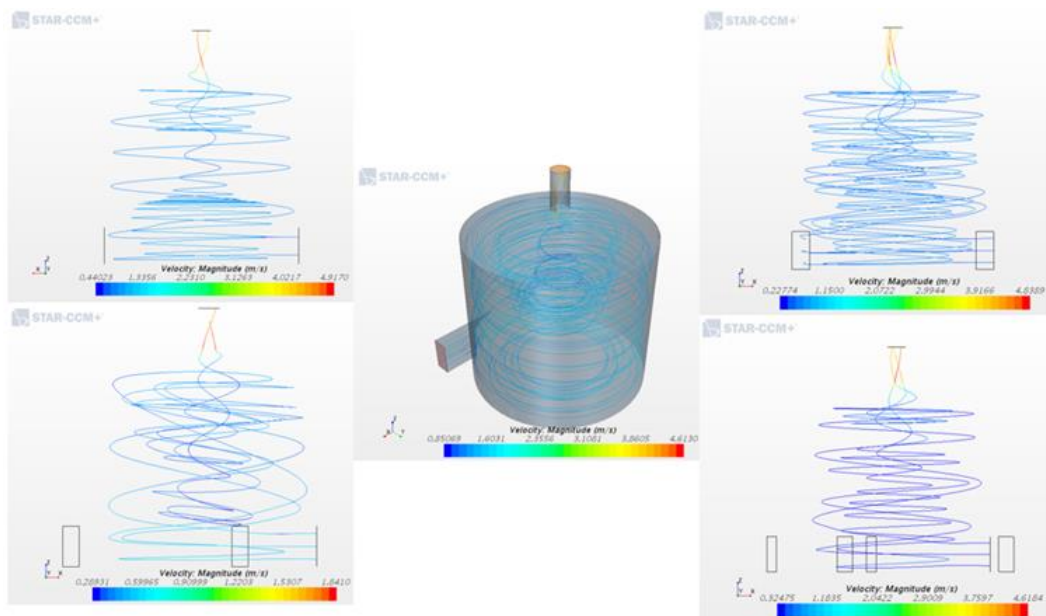 STAR-CCM+
Velocity: Magnitude (m/s)
0.44023 1.3356 2.2310 3.1265 4.0217 4.9170
STAR-CCM+
Velocity: Magnitude (m/s)
0.28931 0.59965 0.90999 1.2203 1.5307 1.8410
STAR-CCM+
Velocity: Magnitude (m/s)
0.85069 1.6031 2.3556 3.1081 3.8605 4.6130
STAR-CCM+
Velocity: Magnitude (m/s)
0.22774 1.1500 2.0722 2.9944 3.9166 4.8389
STAR-CCM+
Velocity: Magnitude (m/s)
0.32475 1.1835 2.0422 2.9009 3.7597 4.6184